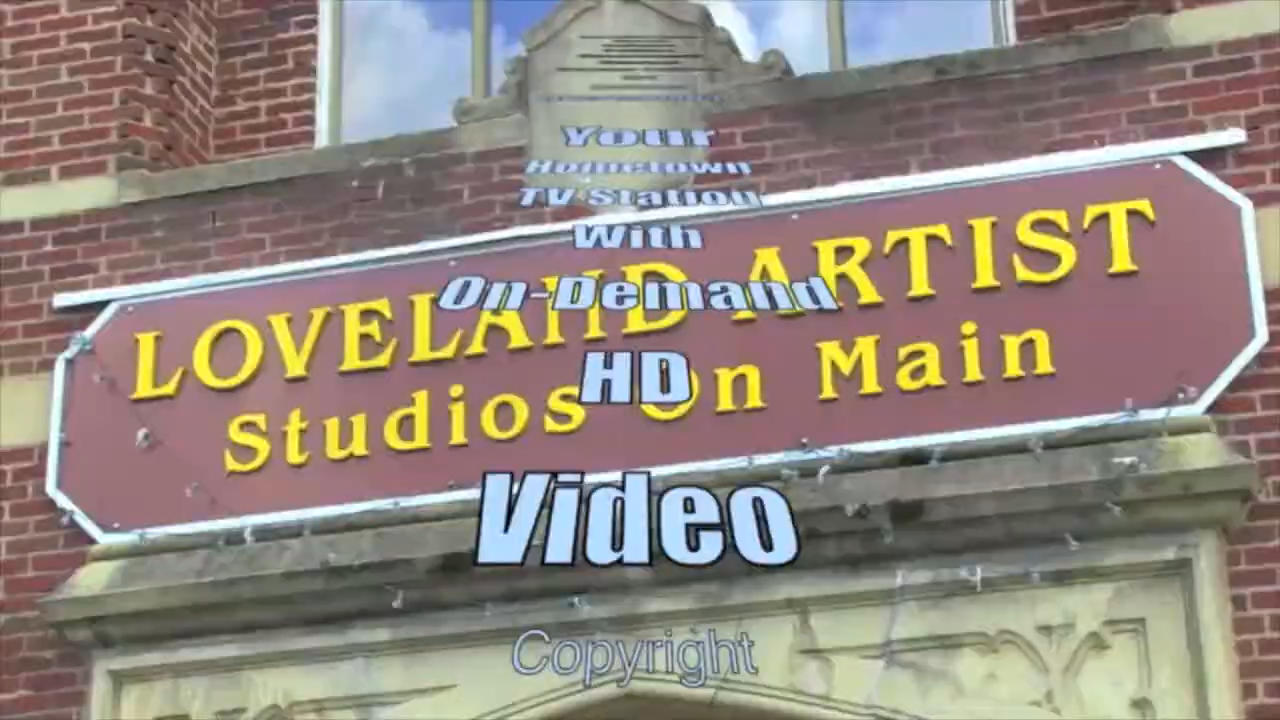 Your
Hometown
TV Station
With
On-Demand
HD
Video
Copyright
LOVELAND ARTIST
Studios On Main